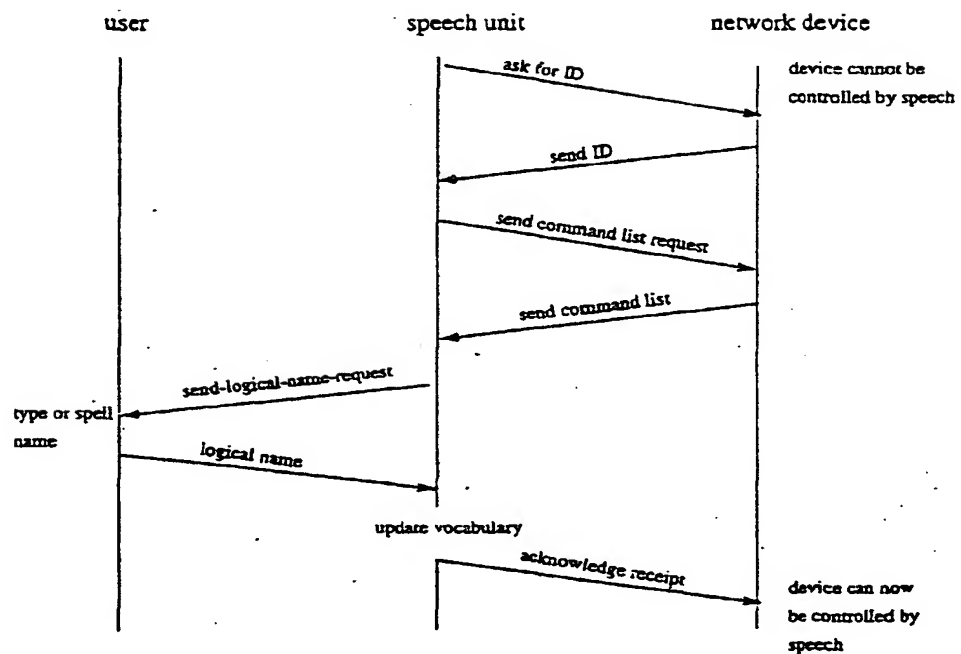 user
speech unit
network device
ask for ID
device cannot be
controlled by speech
send ID
send command list request
send command list
send-logical-name-request
type or spell
name
logical name
update vocabulary
acknowledge receipt
device can now
be controlled by
speech